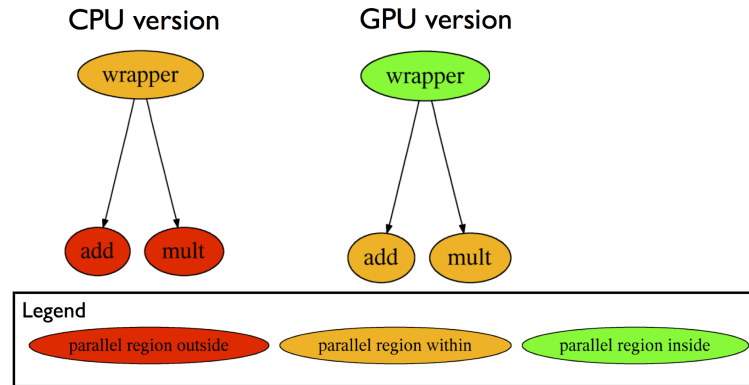 CPU version
GPU version
wrapper
wrapper
add
mult
add
mult
Legend
parallel region outside
parallel region within
parallel region inside